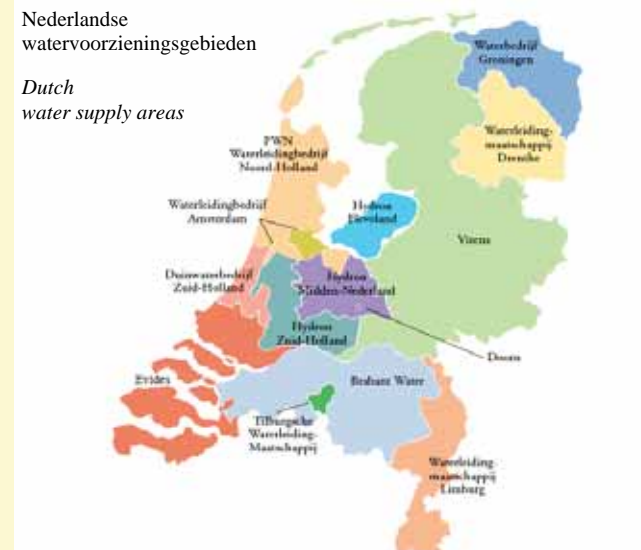 Nederlandse
watervoorzieningsgebieden
Dutch
water supply areas
Waterbedrijf
Groningen
Waterleiding-
maatschappij
Drenthe
PWN
Waterleidingbedrijf
Noord-Holland
Waterleidingbedrijf
Amsterdam
Hydron
Flevoland
Vitens
Duinwaterbedrijf
Zuid-Holland
Hydron
Midden-Nederland
Hydron
Zuid-Holland
Doorn
Evides
Brabant Water
Tilburgsche
Waterleiding-
Maatschappij
Waterleiding
maatschappij
Limburg